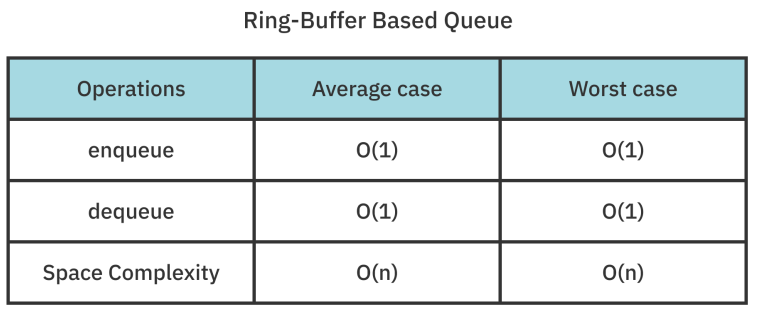 Ring-Buffer Based Queue
Operations Average case Worst case
enqueue O(1) O(1)
dequeue O(1) O(1)
Space Complexity O(n) O(n)